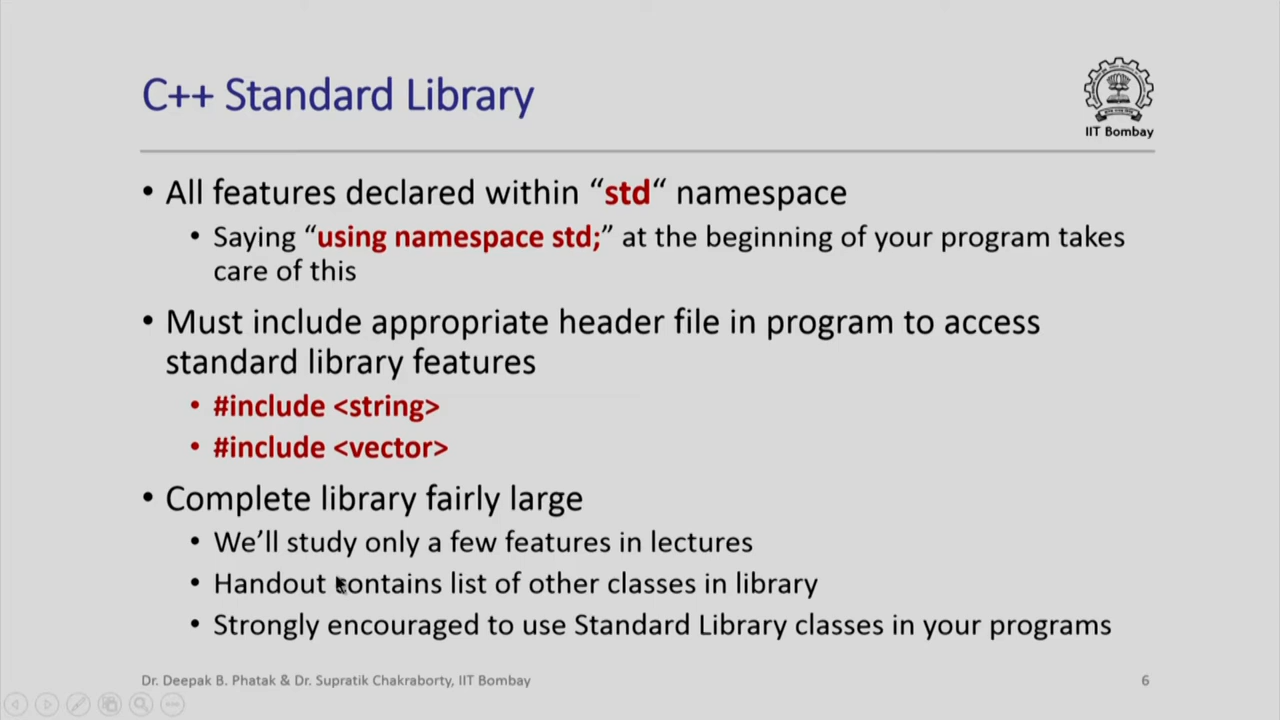 C++ Standard Library
IIT Bombay
• All features declared within “std“ namespace
• Saying “using namespace std;” at the beginning of your program takes
care of this
• Must include appropriate header file in program to access
standard library features
• #include <string>
• #include <vector>
• Complete library fairly large
• We’ll study only a few features in lectures
• Handout contains list of other classes in library
• Strongly encouraged to use Standard Library classes in your programs
Dr. Deepak B. Phatak & Dr. Supratik Chakraborty, IIT Bombay
6